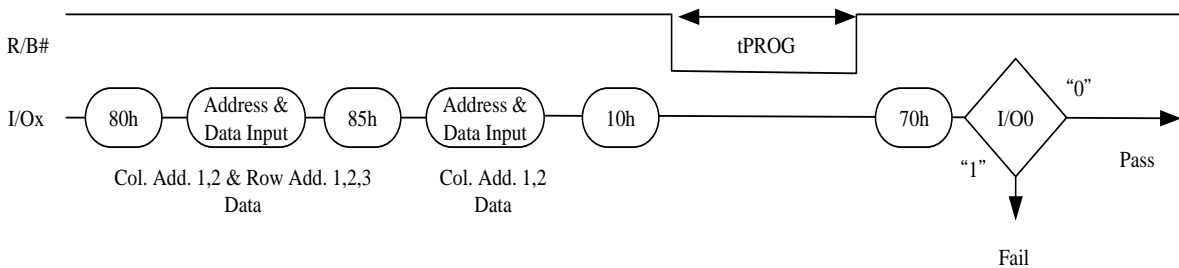 R/B#
tPROG
I/Ox
80h
Address &
Data Input
85h
Address &
Data Input
10h
70h
I/O0
“0”
“1”
Pass
Col. Add. 1,2 & Row Add. 1,2,3
Data
Col. Add. 1,2
Data
Fail